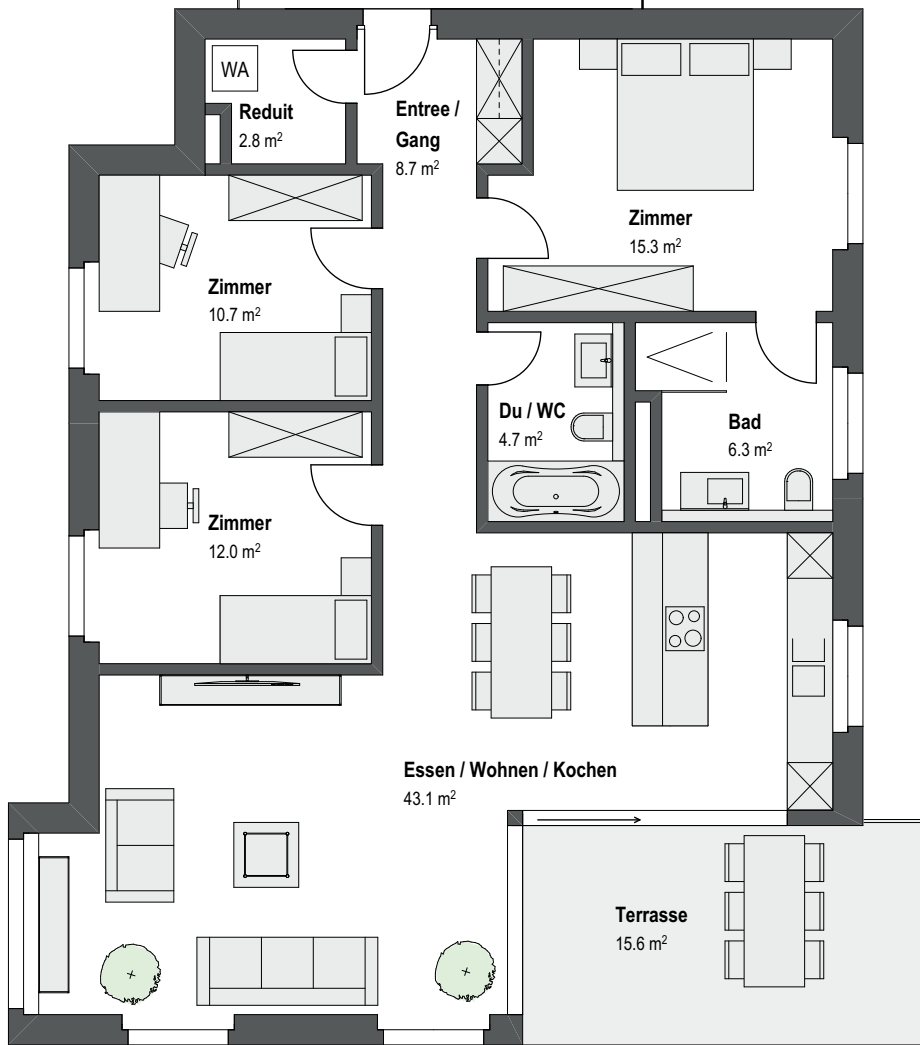 WA
Reduit
2.8 m²
Entree /
Gang
8.7 m²
Zimmer
15.3 m²
Zimmer
10.7 m²
Du / WC
4.7 m²
Bad
6.3 m²
Zimmer
12.0 m²
Essen / Wohnen / Kochen
43.1 m²
Terrasse
15.6 m²